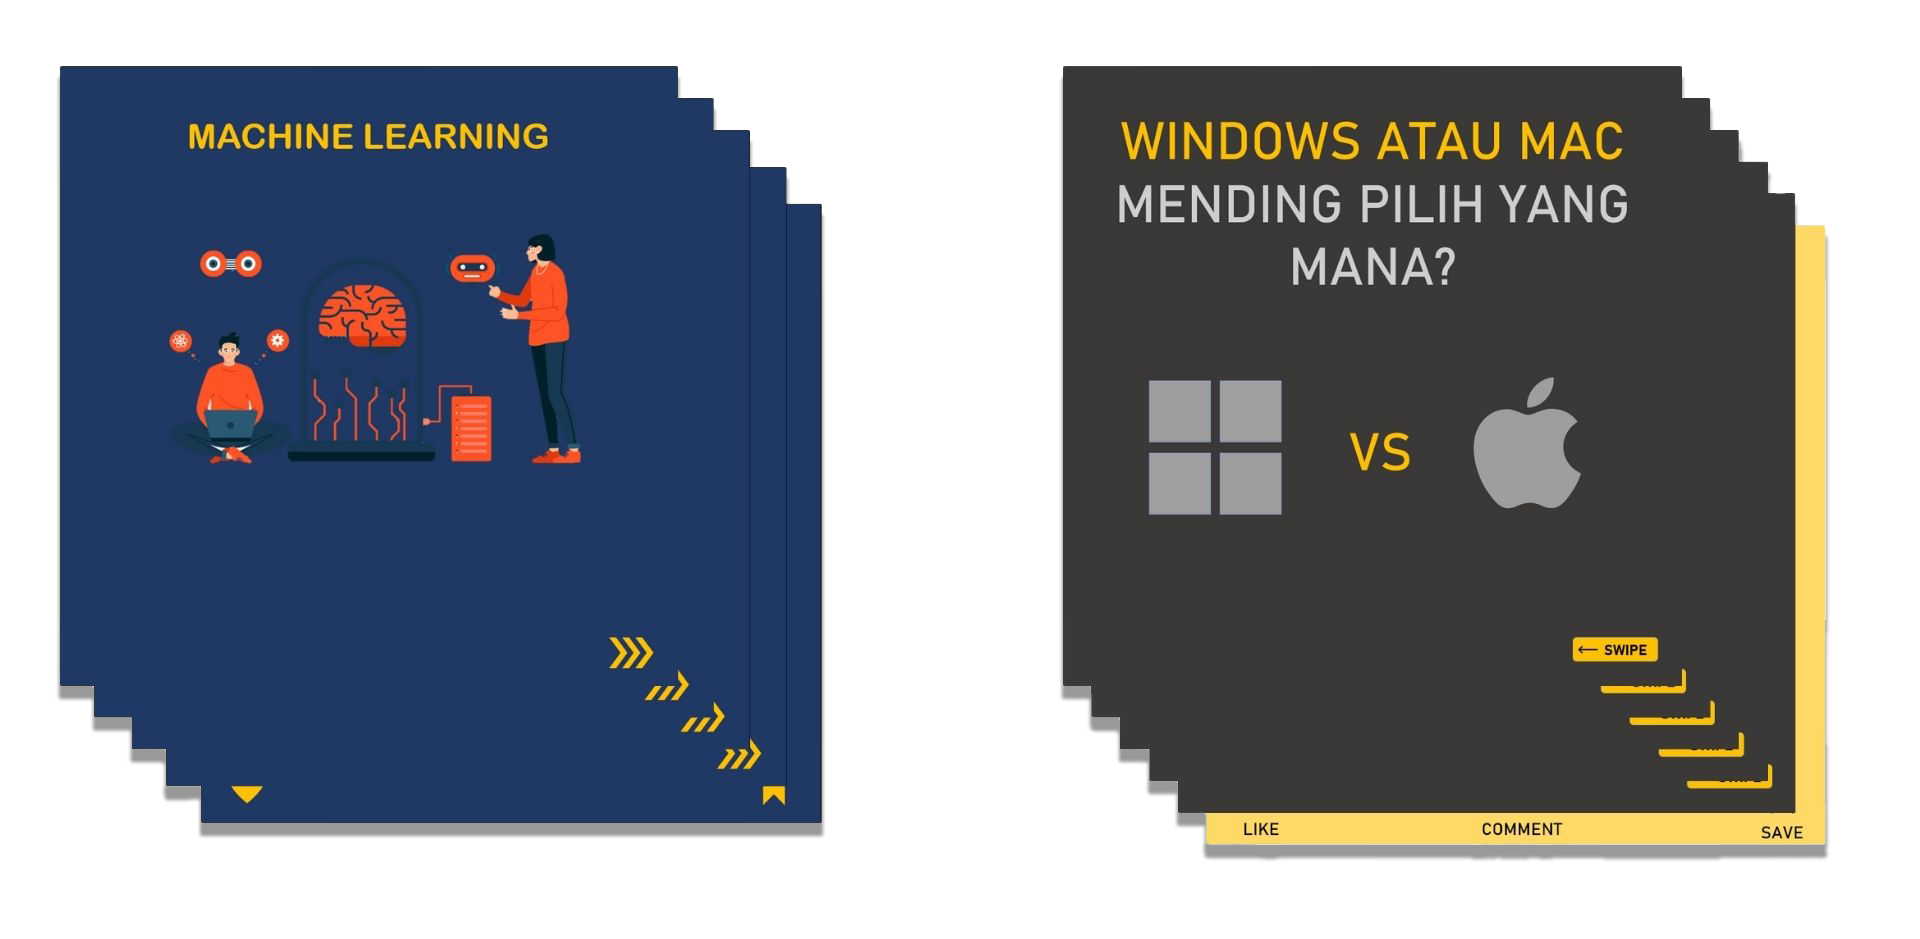 MACHINE LEARNING
WINDOWS ATAU MAC
MENDING PILIH YANG
MANA?
VS
← SWIPE
LIKE
COMMENT
SAVE